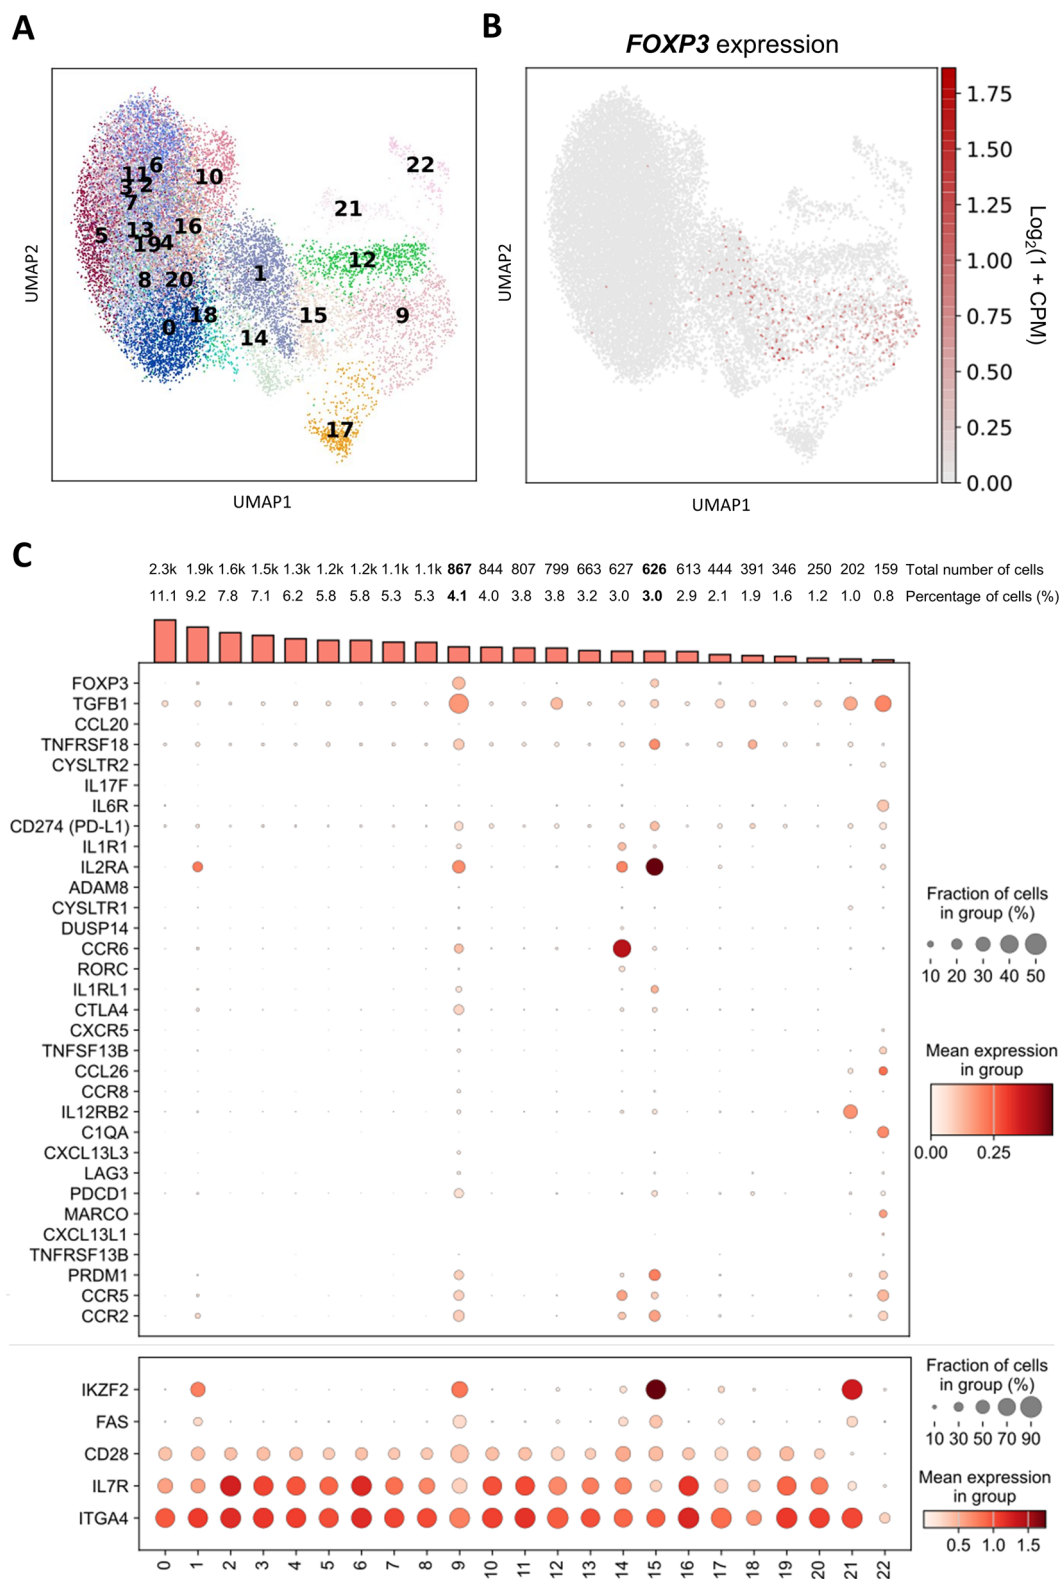 A
B
FOXP3 expression
6
11
3 2
7
10
22
21
5
13
16
19 4
1
12
8
20
18
0
15
9
14
17
UMAP2
UMAP1
UMAP2
UMAP1
1.75
1.50
1.25
1.00
0.75
0.50
0.25
0.00
Log2(1 + CPM)
C
2.3k 1.9k 1.6k 1.5k 1.3k 1.2k 1.2k 1.1k 1.1k 867 844 807 799 663 627 626 613 444 391 346 250 202 159 Total number of cells
11.1 9.2 7.8 7.1 6.2 5.8 5.8 5.3 5.3 4.1 4.0 3.8 3.8 3.2 3.0 3.0 2.9 2.1 1.9 1.6 1.2 1.0 0.8 Percentage of cells (%)
FOXP3
TGFB1
CCL20
TNFRSF18
CYSLTR2
IL17F
IL6R
CD274 (PD-L1)
IL1R1
IL2RA
ADAM8
CYSLTR1
DUSP14
CCR6
RORC
IL1RL1
CTLA4
CXCR5
TNFSF13B
CCL26
CCR8
IL12RB2
C1QA
CXCL13L3
LAG3
PDCD1
MARCO
CXCL13L1
TNFRSF13B
PRDM1
CCR5
CCR2
Fraction of cells
in group (%)
10 20 30 40 50
Mean expression
in group
0.00 0.25
IKZF2
FAS
CD28
IL7R
ITGA4
Fraction of cells
in group (%)
10 30 50 70 90
Mean expression
in group
0.5 1.0 1.5
0 1 2 3 4 5 6 7 8 9 10 11 12 13 14 15 16 17 18 19 20 21 22